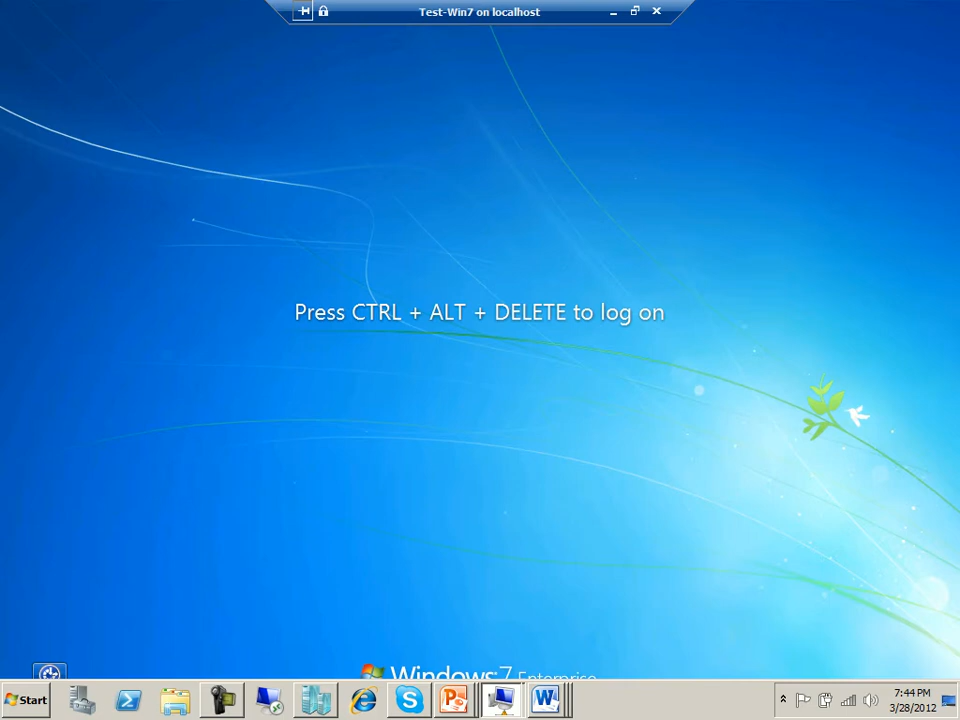 Test-Win7 on localhost
Press CTRL + ALT + DELETE to log on
Windows 7 Enterprise
Start
7:44 PM
3/28/2012